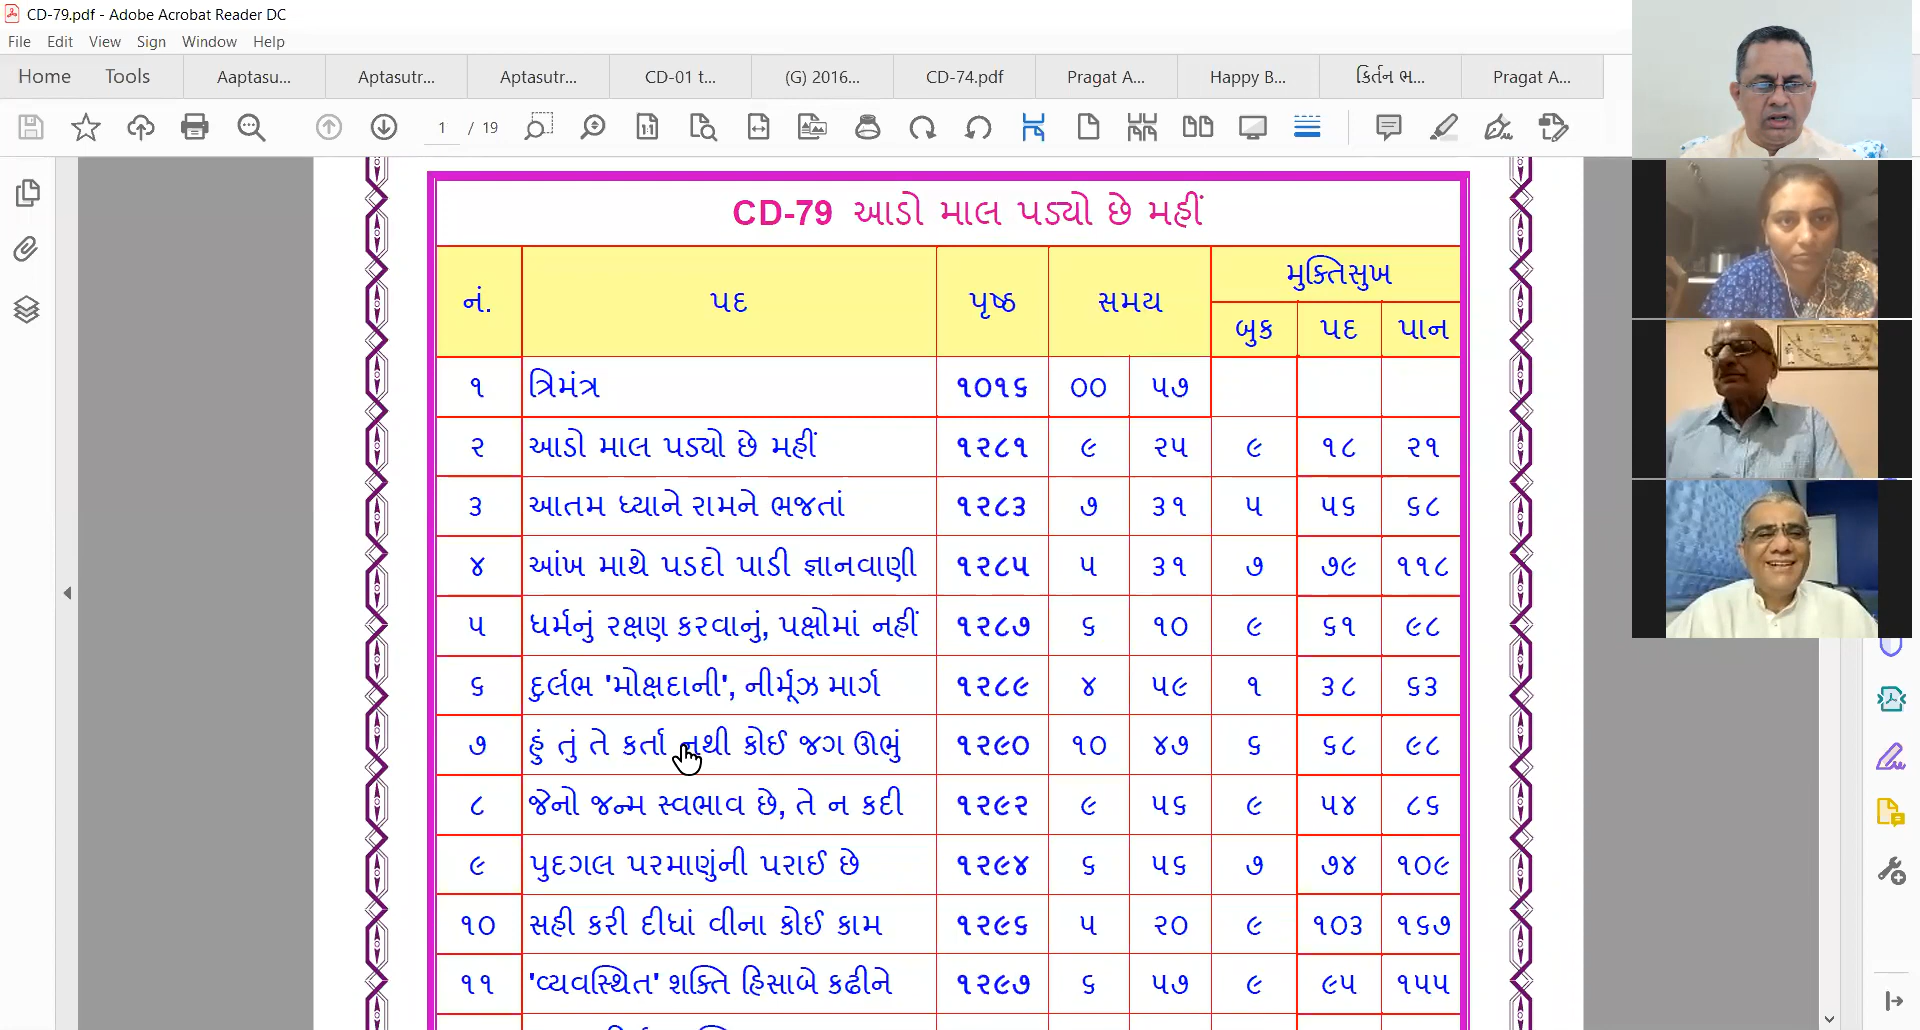 CD-79.pdf - Adobe Acrobat Reader DC
File Edit View Sign Window Help
Home Tools Aaptasu... Aptasutr... Aptasutr... CD-01 t... (G) 2016... CD-74.pdf Pragat A... Happy B... કિર્તન ભ... Pragat A...
1 / 19
CD-79 આડો માલ પડ્યો છે મહીં
નં. પદ પૃષ્ઠ સમય મુક્તિસુખ
બુક પદ પાન
૧ ત્રિમંત્ર ૧૦૧૬ ૦૦ ૫૭
૨ આડો માલ પડ્યો છે મહીં ૧૨૮૧ ૯ ૨૫ ૯ ૧૮ ૨૧
૩ આતમ ધ્યાને રામને ભજતાં ૧૨૮૩ ૭ ૩૧ ૫ ૫૬ ૬૮
૪ આંખ માથે પડદો પાડી જ્ઞાનવાણી ૧૨૮૫ ૫ ૩૧ ૭ ૭૯ ૧૧૮
૫ ધર્મનું રક્ષણ કરવાનું, પક્ષોમાં નહીં ૧૨૮૭ ૬ ૧૦ ૯ ૬૧ ૯૮
૬ દુર્લભ 'મોક્ષદાની', નીર્મૂઝ માર્ગ ૧૨૮૯ ૪ ૫૯ ૧ ૩૮ ૬૩
૭ હું તું તે કર્તા નથી કોઈ જગ ઊભું ૧૨૯૦ ૧૦ ૪૭ ૬ ૬૮ ૯૮
૮ જેનો જન્મ સ્વભાવ છે, તે ન કદી ૧૨૯૨ ૯ ૫૬ ૯ ૫૪ ૮૬
૯ પુદગલ પરમાણુંની પરાઈ છે ૧૨૯૪ ૬ ૫૬ ૭ ૭૪ ૧૦૯
૧૦ સહી કરી દીધાં વીના કોઈ કામ ૧૨૯૬ ૫ ૨૦ ૯ ૧૦૩ ૧૬૭
૧૧ 'વ્યવસ્થિત' શક્તિ હિસાબે કઢીને ૧૨૯૭ ૬ ૫૭ ૯ ૯૫ ૧૫૫